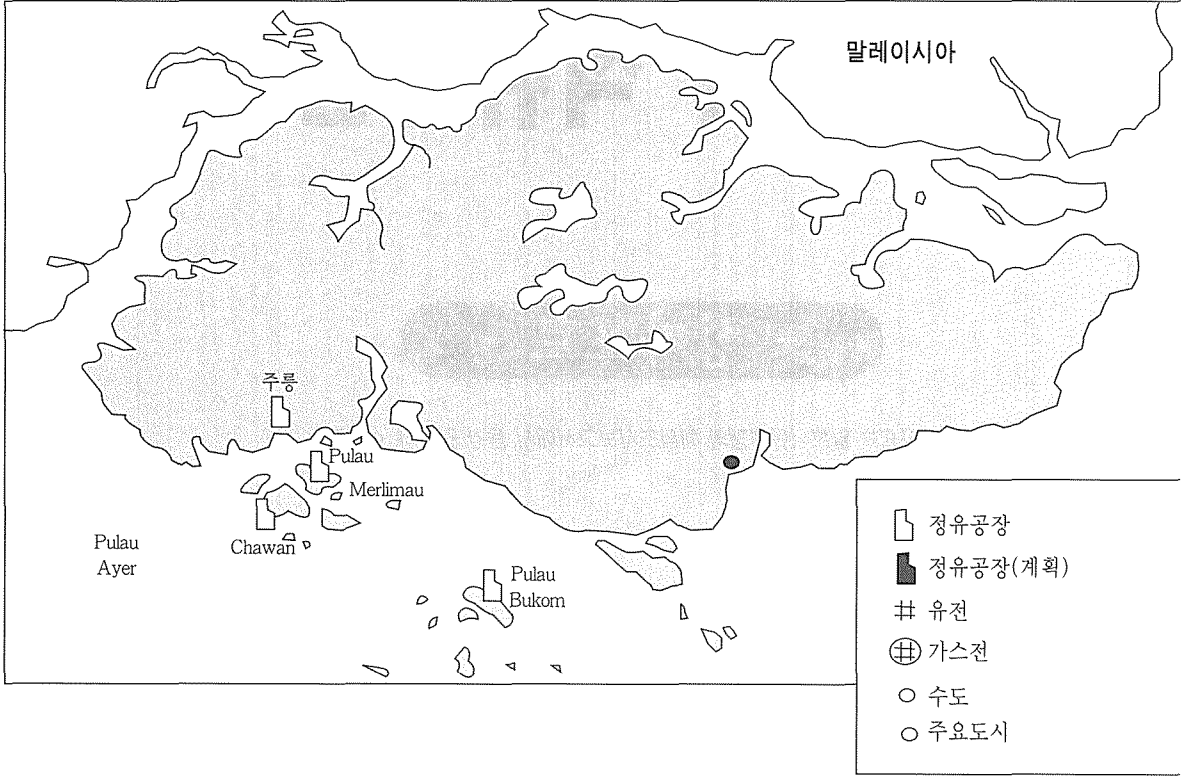 말레이시아
주릉
Pulau
Merlimau
Chawan
Pulau
Ayer
Pulau
Bukom
정유공장
정유공장(계획)
유전
가스전
수도
주요도시